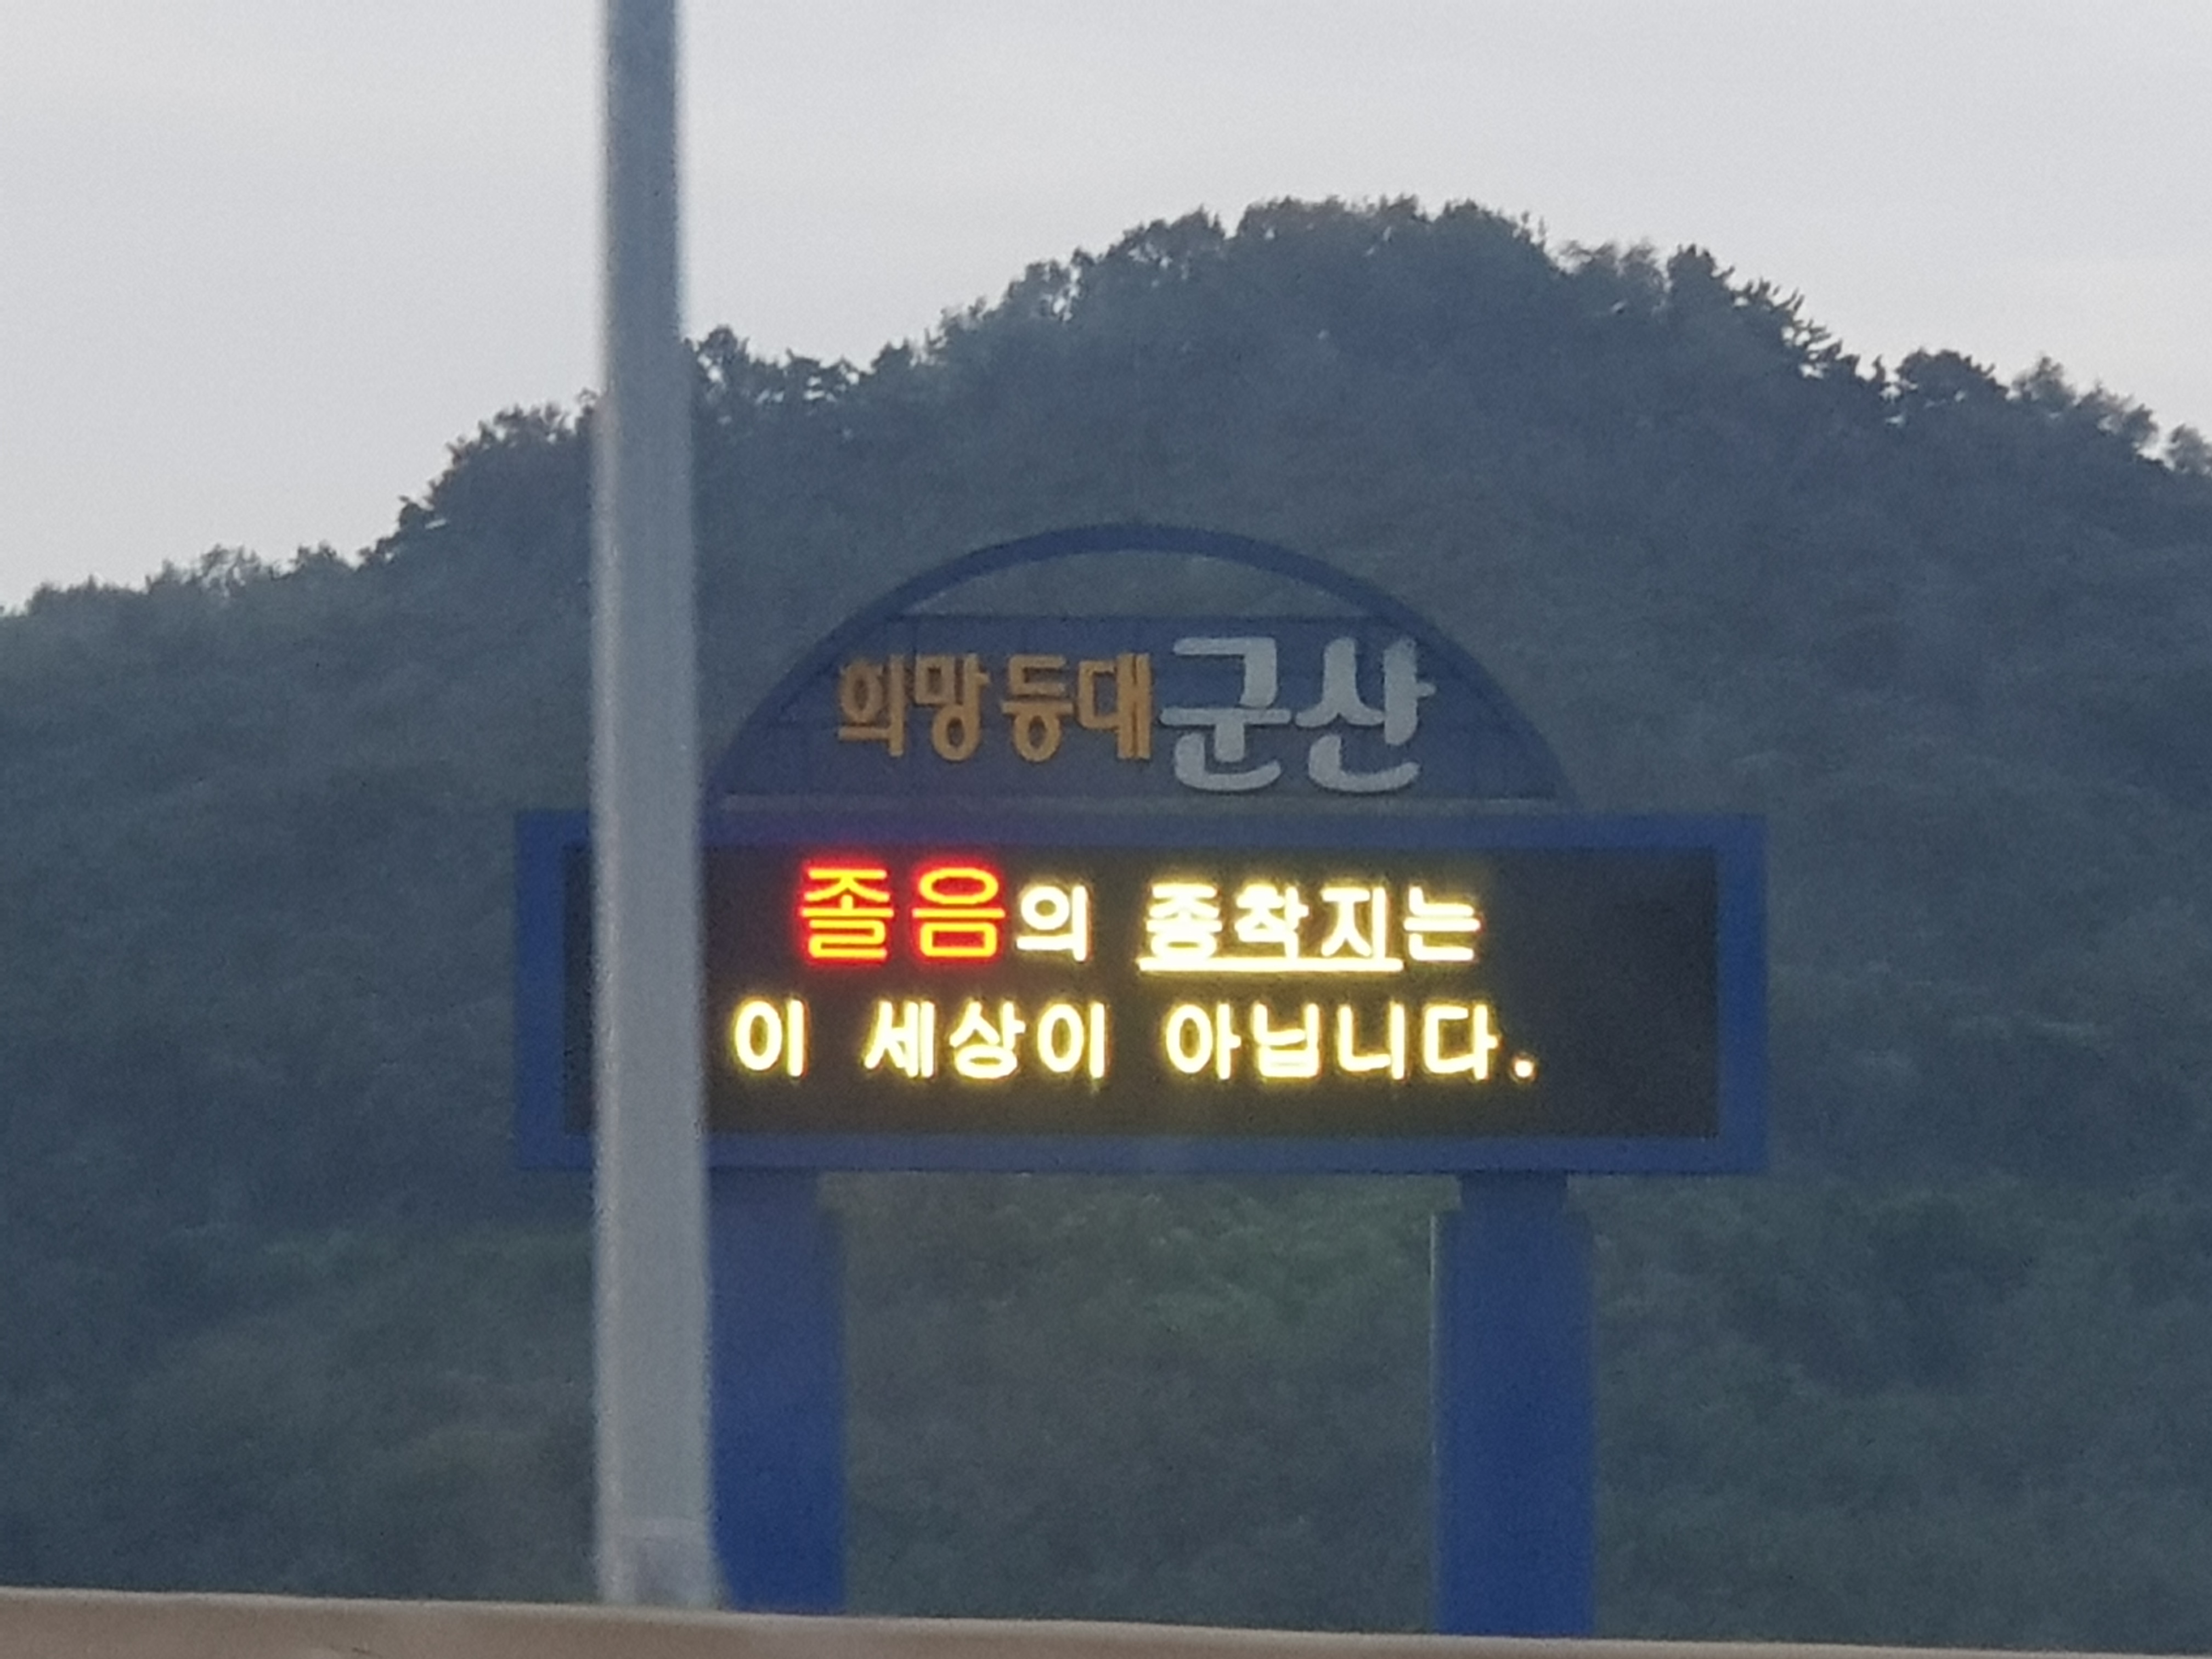 희망등대군산
졸음의 종착지는
이 세상이 아닙니다.